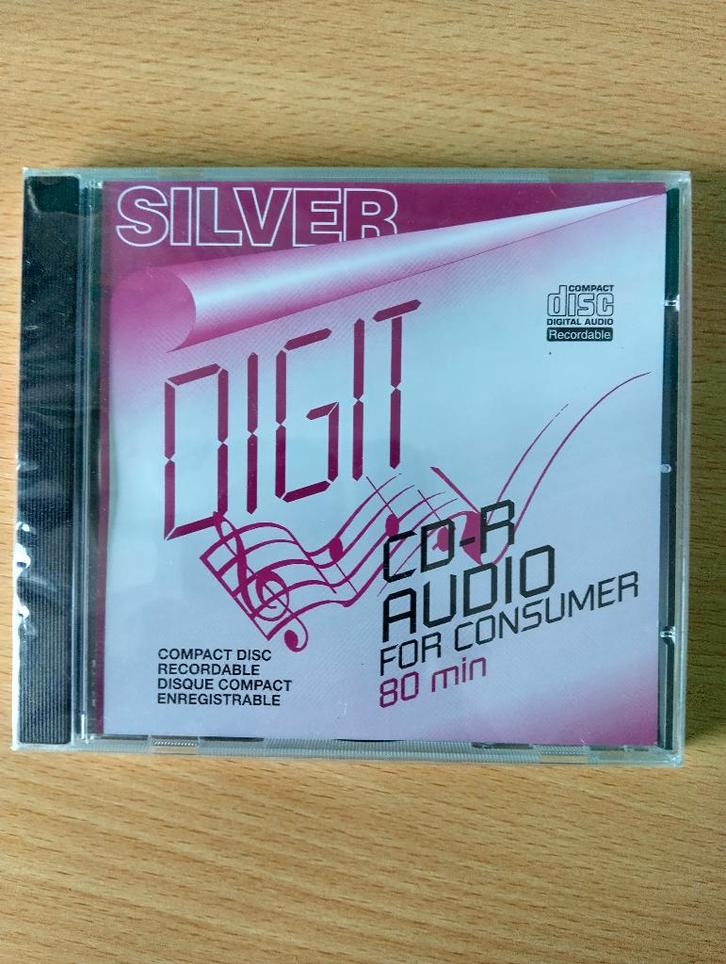 SILVER
DIGIT
COMPACT
disc
DIGITAL AUDIO
Recordable
CD-R
AUDIO
FOR CONSUMER
80 min
COMPACT DISC
RECORDABLE
DISQUE COMPACT
ENREGISTRABLE